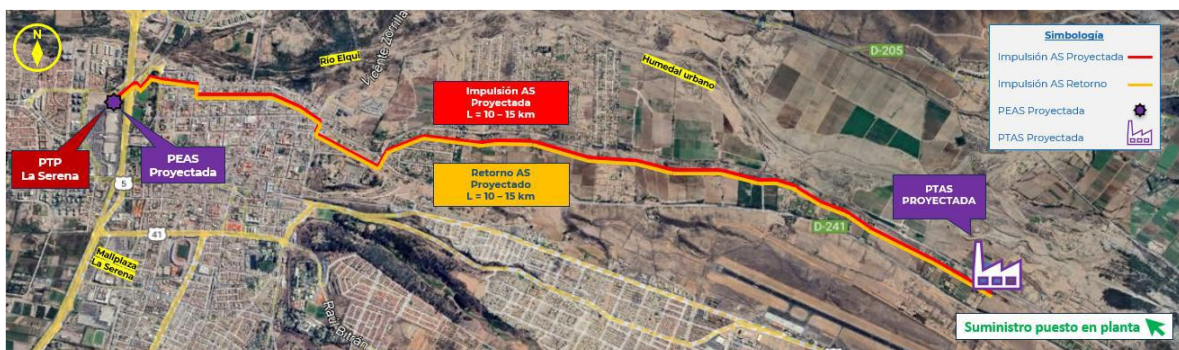 N
Río Elqui
Vicente Zorrilla
Humedal urbano
D-205
Simbología
Impulsión AS Proyectada
Impulsión AS Retorno
PEAS Proyectada
PTAS Proyectada
Impulsión AS
Proyectada
L = 10 – 15 km
PTP
La Serena
PEAS
Proyectada
Retorno AS
Proyectado
L = 10 – 15 km
PTAS
PROYECTADA
5
41
D-241
Mallplaza
La Serena
Raúl Bitrán
Suministro puesto en planta